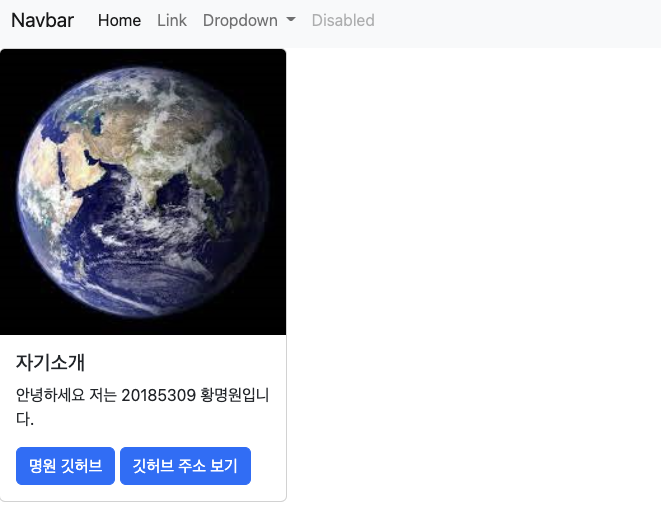 Navbar Home Link Dropdown Disabled
자기소개
안녕하세요 저는 20185309 황명원입니
다.
명원 깃허브 깃허브 주소 보기